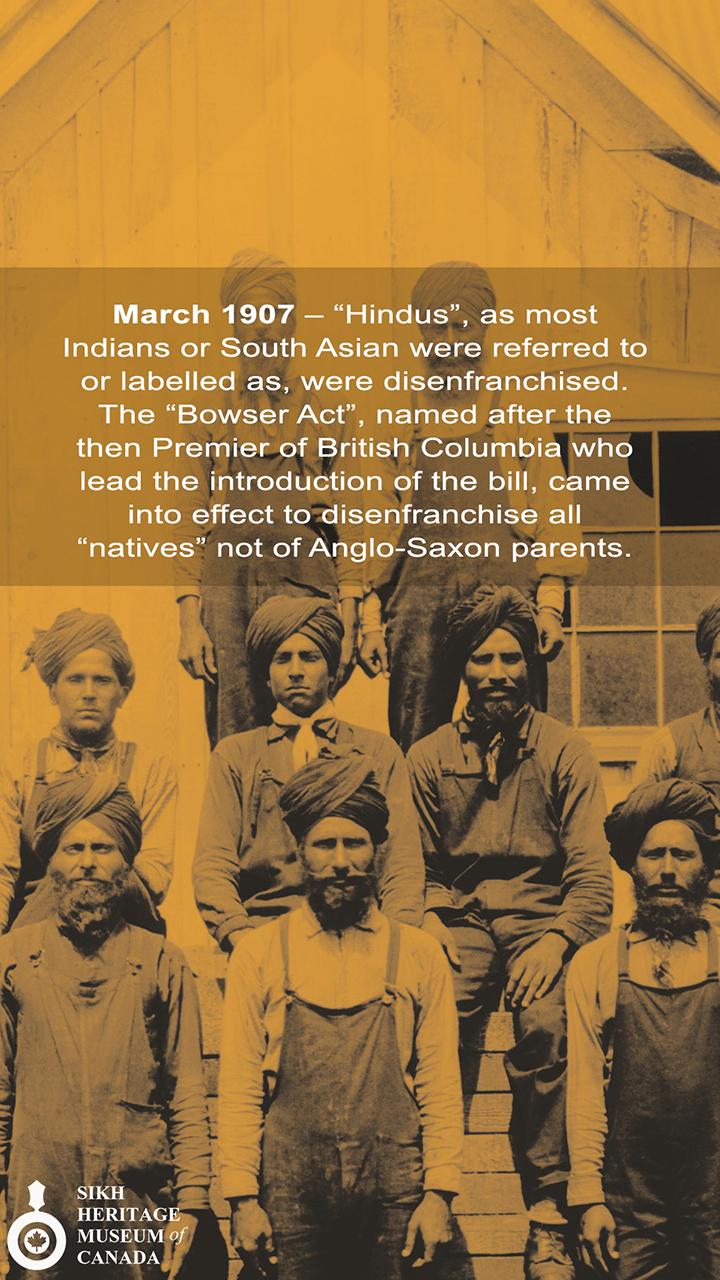 March 1907 – “Hindus”, as most
Indians or South Asian were referred to
or labelled as, were disenfranchised.
The “Bowser Act”, named after the
then Premier of British Columbia who
lead the introduction of the bill, came
into effect to disenfranchise all
“natives” not of Anglo-Saxon parents.
SIKH
HERITAGE
MUSEUM of
CANADA